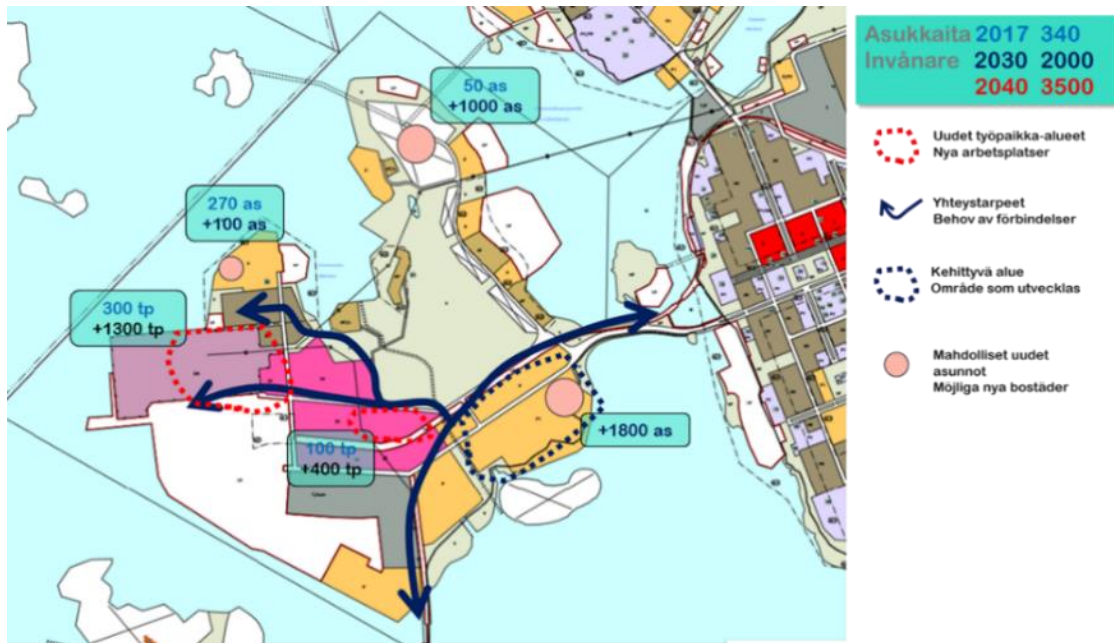 50 as
+1000 as
270 as
+100 as
300 tp
+1300 tp
100 tp
+400 tp
+1800 as
Asukkaita 2017 340
Invånare 2030 2000
2040 3500
Uudet työpaikka-alueet
Nya arbetsplatser
Yhteystarpeet
Behov av förbindelser
Kehittyvä alue
Område som utvecklas
Mahdolliset uudet
asunnot
Möjliga nya bostäder